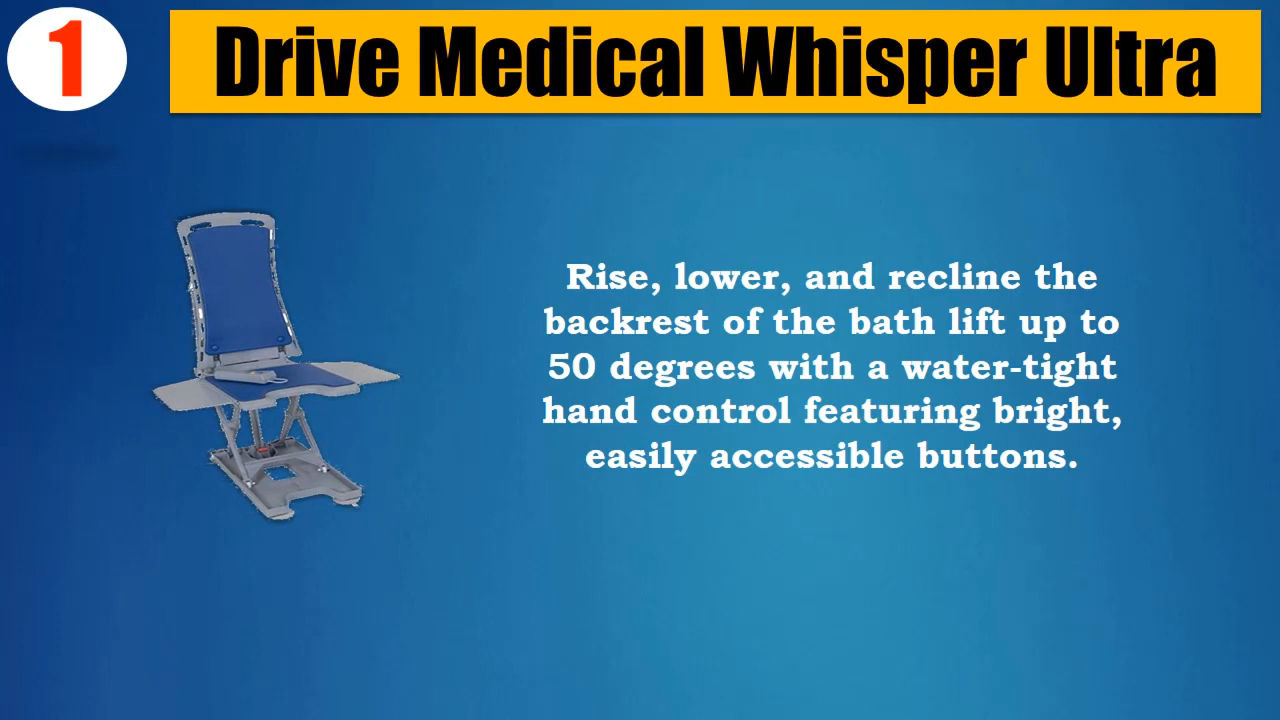 1
Drive Medical Whisper Ultra
Rise, lower, and recline the
backrest of the bath lift up to
50 degrees with a water-tight
hand control featuring bright,
easily accessible buttons.